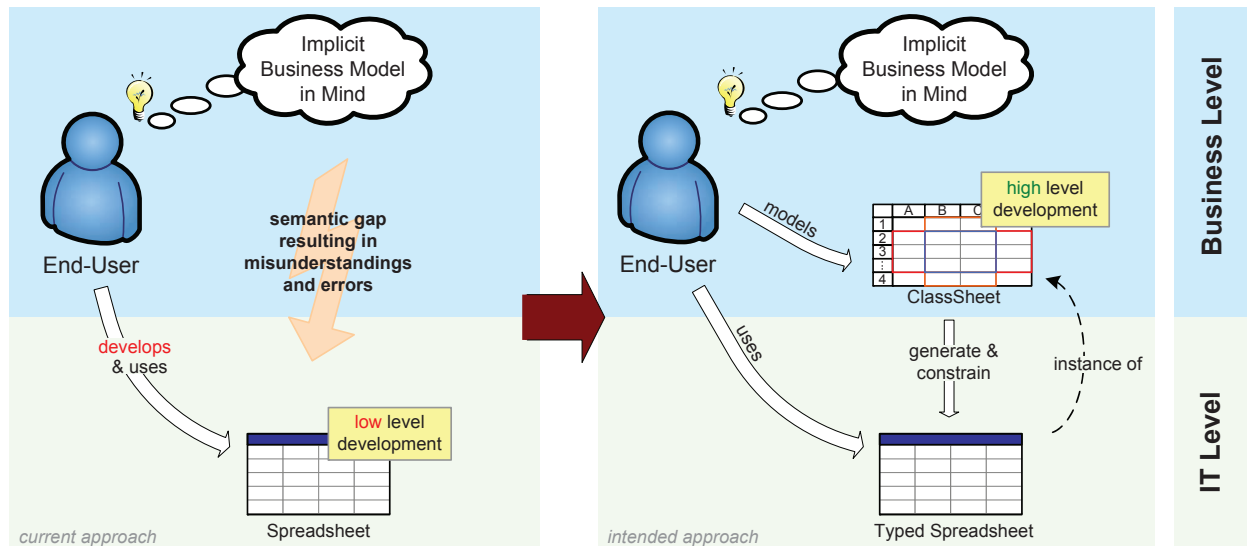 Implicit
Business Model
in Mind
End-User
semantic gap
resulting in
misunderstandings
and errors
develops
& uses
low level
development
Spreadsheet
current approach
Implicit
Business Model
in Mind
End-User
models
high level
development
A B C
1
2
3
...
4
ClassSheet
uses
generate &
constrain
instance of
Typed Spreadsheet
intended approach
Business Level
IT Level